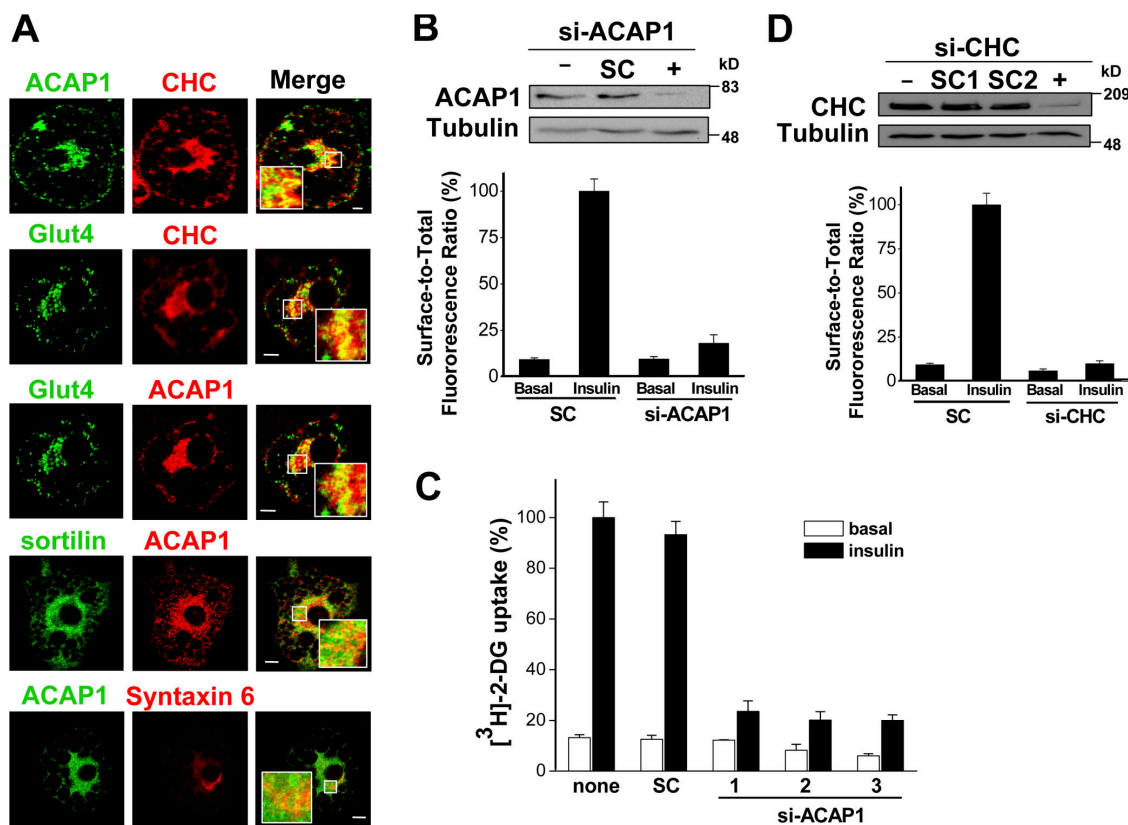 A
ACAP1 CHC Merge
Glut4 CHC
Glut4 ACAP1
sortilin ACAP1
ACAP1 Syntaxin 6
B
si-ACAP1
– SC + kD
ACAP1 83
Tubulin 48
Surface-to-Total
Fluororescence Ratio (%)
100
75
50
25
0
Basal Insulin Basal Insulin
SC si-ACAP1
D
si-CHC
– SC1 SC2 + kD
CHC 209
Tubulin 48
Surface-to-Total
Fluorescence Ratio (%)
100
75
50
25
0
Basal Insulin Basal Insulin
SC si-CHC
C
[³H]-2-DG uptake (%)
100
80
60
40
20
0
basal
insulin
none SC 1 2 3
si-ACAP1